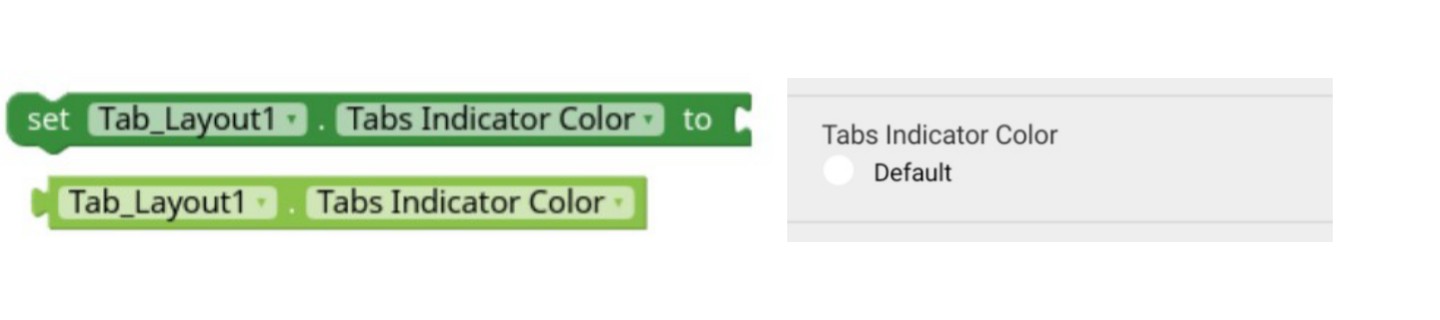 set Tab_Layout1 . Tabs Indicator Color to
Tab_Layout1 . Tabs Indicator Color
Tabs Indicator Color
Default